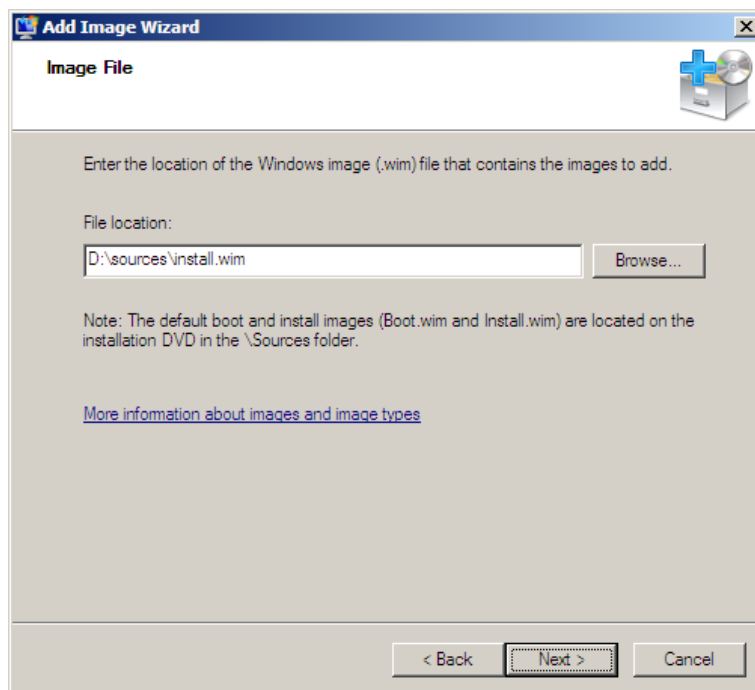 Add Image Wizard
Image File
Enter the location of the Windows image (.wim) file that contains the images to add.
File location:
D:\sources\install.wim
Browse...
Note: The default boot and install images (Boot.wim and Install.wim) are located on the
installation DVD in the \Sources folder.
More information about images and image types
< Back Next > Cancel